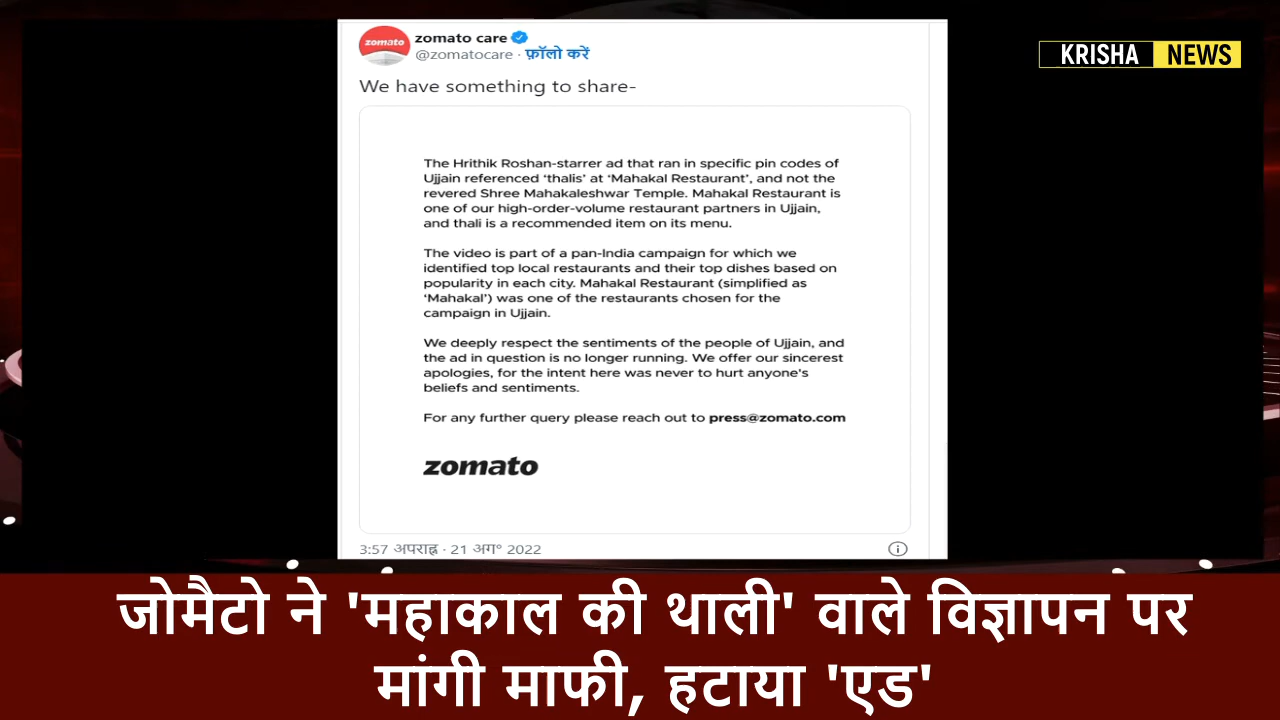 zomato
zomato care
@zomatocare · फ़ॉलो करें
KRISHA NEWS
We have something to share-
The Hrithik Roshan-starrer ad that ran in specific pin codes of
Ujjain referenced ‘thalis’ at ‘Mahakal Restaurant’, and not the
revered Shree Mahakaleshwar Temple. Mahakal Restaurant is
one of our high-order-volume restaurant partners in Ujjain,
and thali is a recommended item on its menu.
The video is part of a pan-India campaign for which we
identified top local restaurants and their top dishes based on
popularity in each city. Mahakal Restaurant (simplified as
‘Mahakal’) was one of the restaurants chosen for the
campaign in Ujjain.
We deeply respect the sentiments of the people of Ujjain, and
the ad in question is no longer running. We offer our sincerest
apologies, for the intent here was never to hurt anyone's
beliefs and sentiments.
For any further query please reach out to press@zomato.com
zomato
3:57 अपराह्न · 21 अग॰ 2022
जोमैटो ने 'महाकाल की थाली' वाले विज्ञापन पर
मांगी माफी, हटाया 'एड'